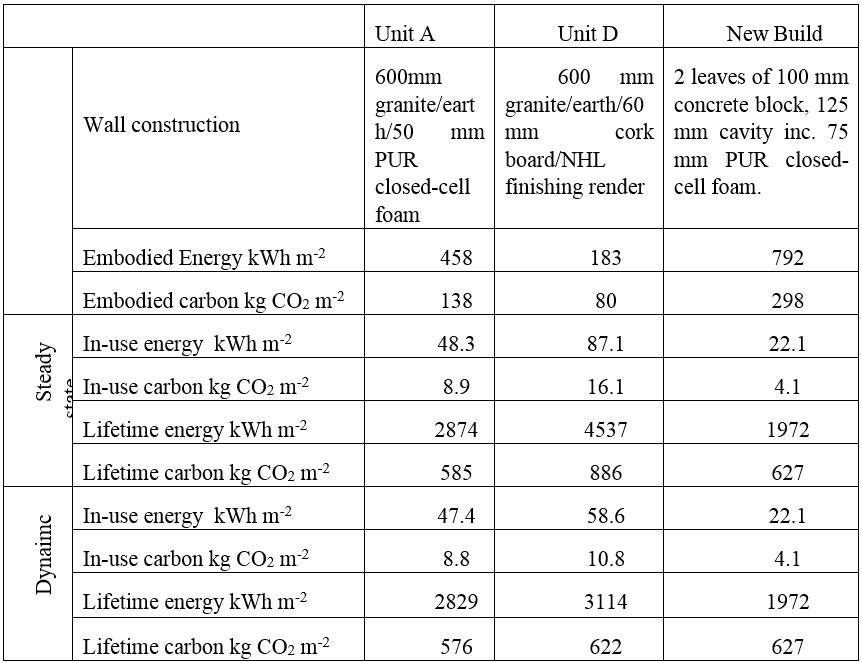 Unit A Unit D New Build
Wall construction
600mm
granite/eart
h/50 mm
PUR
closed-cell
foam
600 mm
granite/earth/60
mm cork
board/NHL
finishing render
2 leaves of 100 mm
concrete block, 125
mm cavity inc. 75
mm PUR closed-
cell foam.
Embodied Energy kWh m-2 458 183 792
Embodied carbon kg CO2 m-2 138 80 298
Steady
state
In-use energy kWh m-2 48.3 87.1 22.1
In-use carbon kg CO2 m-2 8.9 16.1 4.1
Lifetime energy kWh m-2 2874 4537 1972
Lifetime carbon kg CO2 m-2 585 886 627
Dynaimc
In-use energy kWh m-2 47.4 58.6 22.1
In-use carbon kg CO2 m-2 8.8 10.8 4.1
Lifetime energy kWh m-2 2829 3114 1972
Lifetime carbon kg CO2 m-2 576 622 627